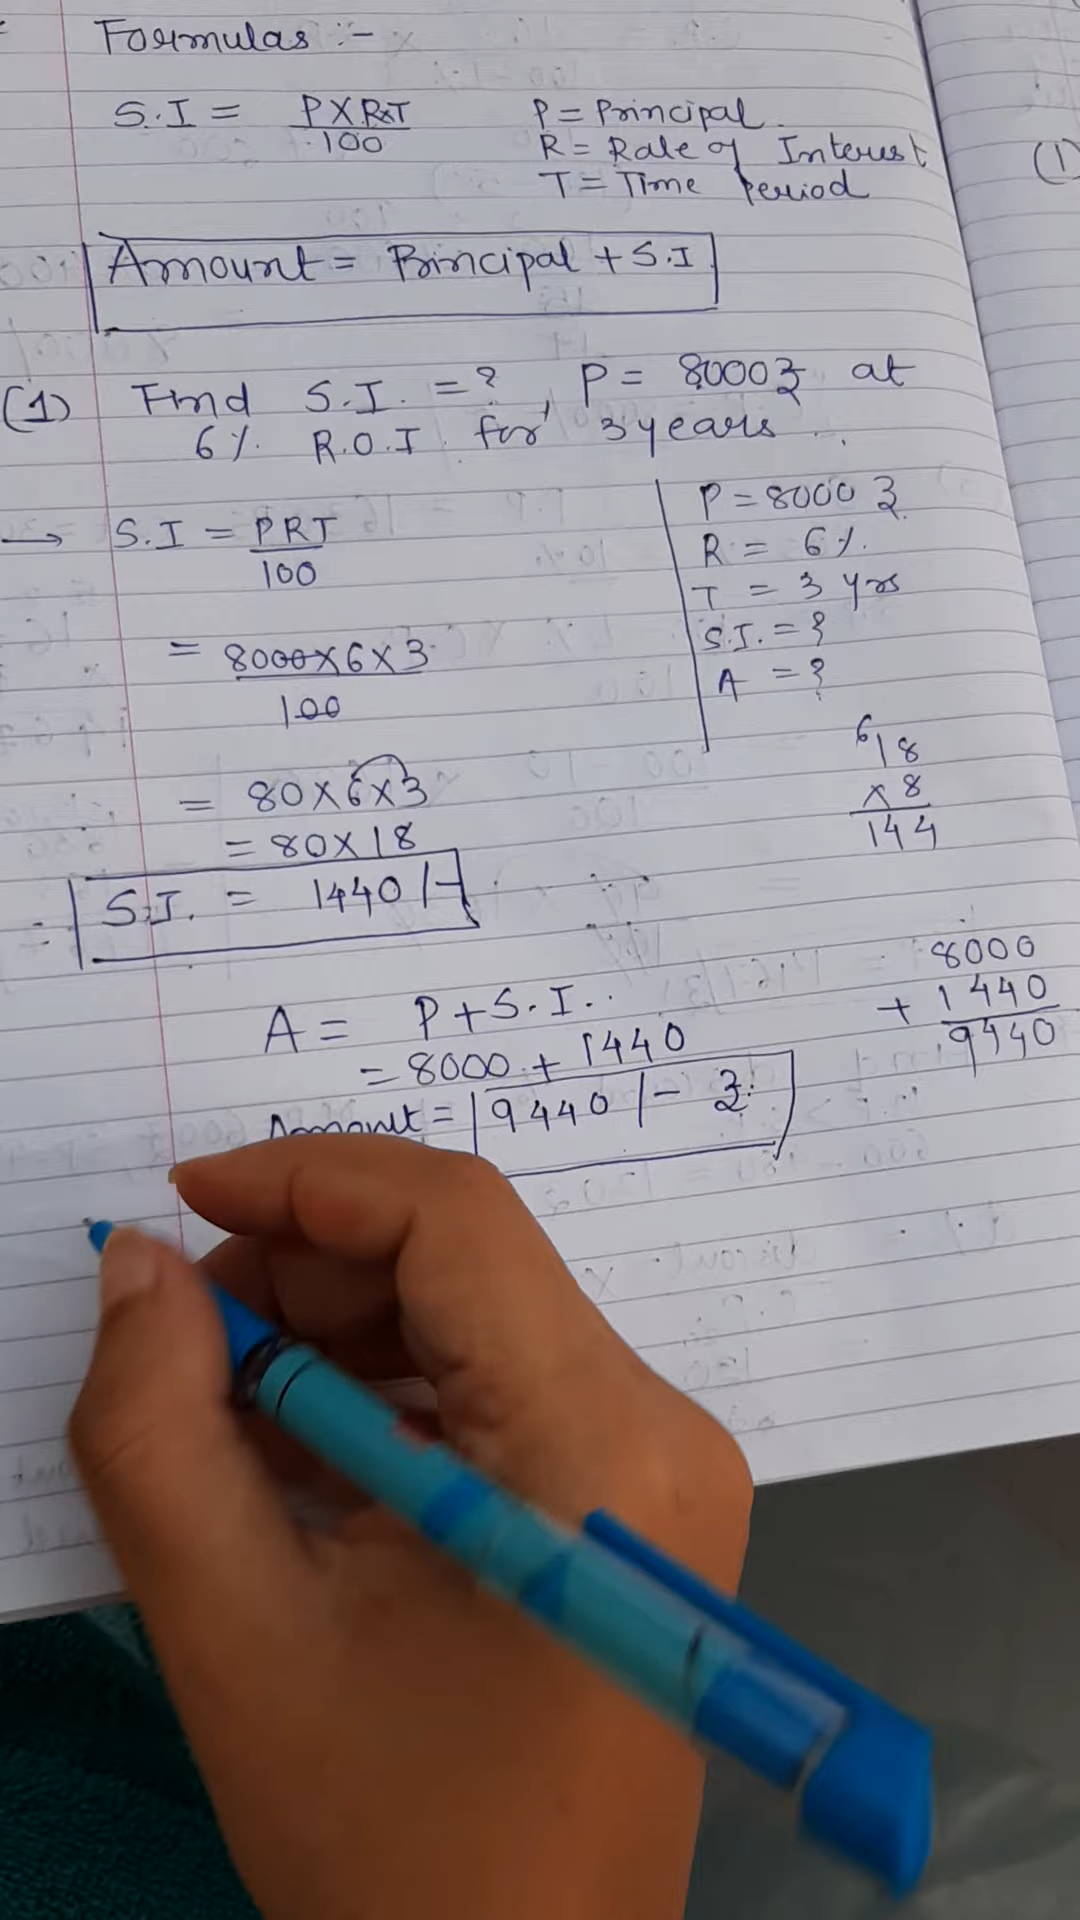 Formulas :-
S.I = P X R x T
100
P = Principal
R = Rate of Interest
T = Time period
Amount = Principal + S.I
(1) Find S.I. = ?, P = 8000₹ at
6% R.O.I for 3 years
→ S.I = PRT
100
= 8000 x 6 x 3
100
= 80 x 6 x 3
= 80 x 18
S.I. = 1440/-
P = 8000 ₹
R = 6%
T = 3 yrs
S.I. = ?
A = ?
6
18
x 8
144
A = P + S.I.
= 8000 + 1440
Amount = 9440/- ₹
8000
+ 1440
9440
(1)